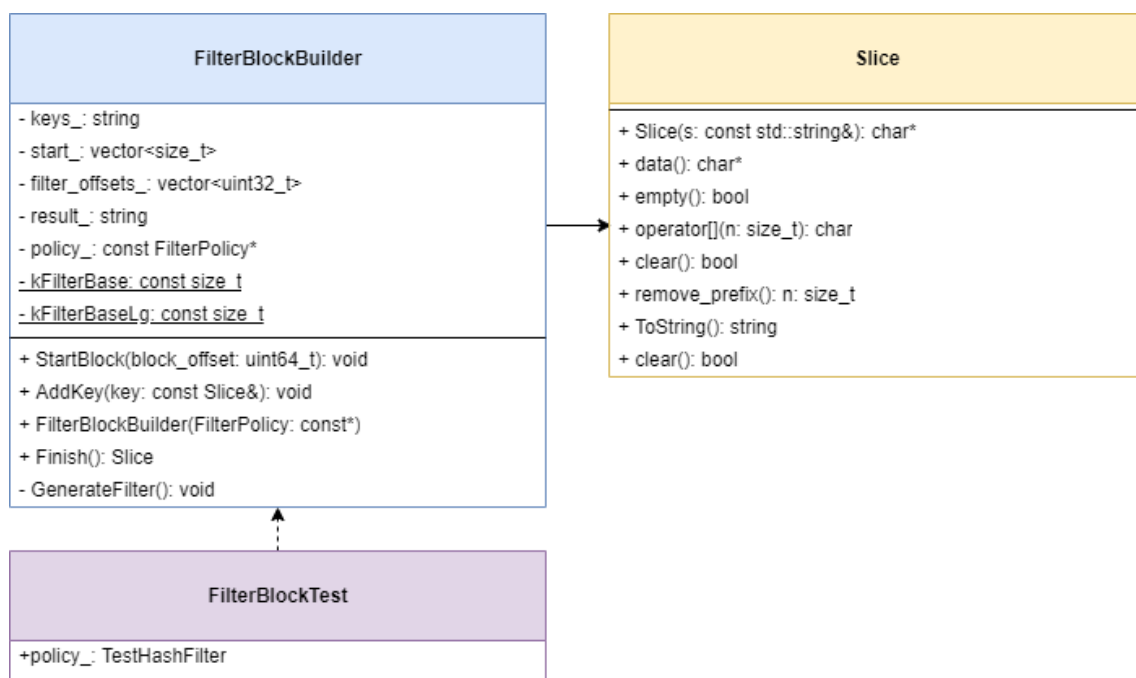 FilterBlockBuilder
- keys_: string
- start_: vector<size_t>
- filter_offsets_: vector<uint32_t>
- result_: string
- policy_: const FilterPolicy*
- kFilterBase: const size_t
- kFilterBaseLg: const size_t
+ StartBlock(block_offset: uint64_t): void
+ AddKey(key: const Slice&): void
+ FilterBlockBuilder(FilterPolicy: const*)
+ Finish(): Slice
- GenerateFilter(): void
Slice
+ Slice(s: const std::string&): char*
+ data(): char*
+ empty(): bool
+ operator[](n: size_t): char
+ clear(): bool
+ remove_prefix(): n: size_t
+ ToString(): string
+ clear(): bool
FilterBlockTest
+policy_: TestHashFilter